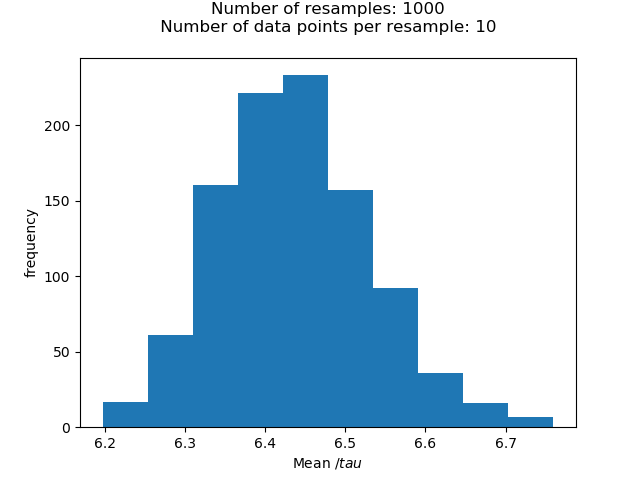 Number of resamples: 1000
Number of data points per resample: 10
200
150
100
50
0
frequency
6.2 6.3 6.4 6.5 6.6 6.7
Mean /tau